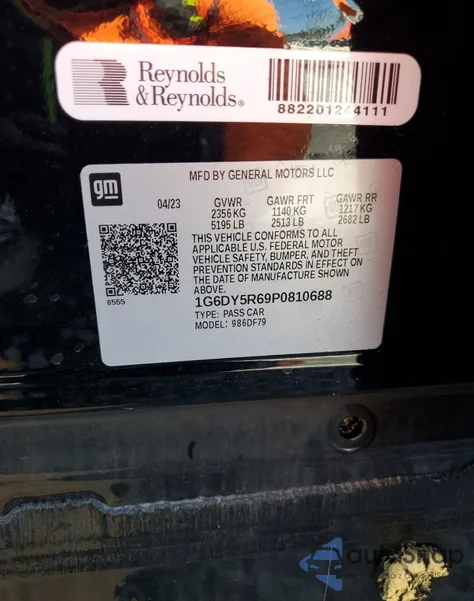 Reynolds
& Reynolds®
882201244111
gm
MFD BY GENERAL MOTORS LLC
04/23
GVWR GAWR FRT GAWR RR
2356 KG 1140 KG 1217 KG
5195 LB 2513 LB 2682 LB
THIS VEHICLE CONFORMS TO ALL
APPLICABLE U.S. FEDERAL MOTOR
VEHICLE SAFETY, BUMPER, AND THEFT
PREVENTION STANDARDS IN EFFECT ON
THE DATE OF MANUFACTURE SHOWN
ABOVE.
8555
1G6DY5R69P0810688
TYPE: PASS CAR
MODEL: 986DF79